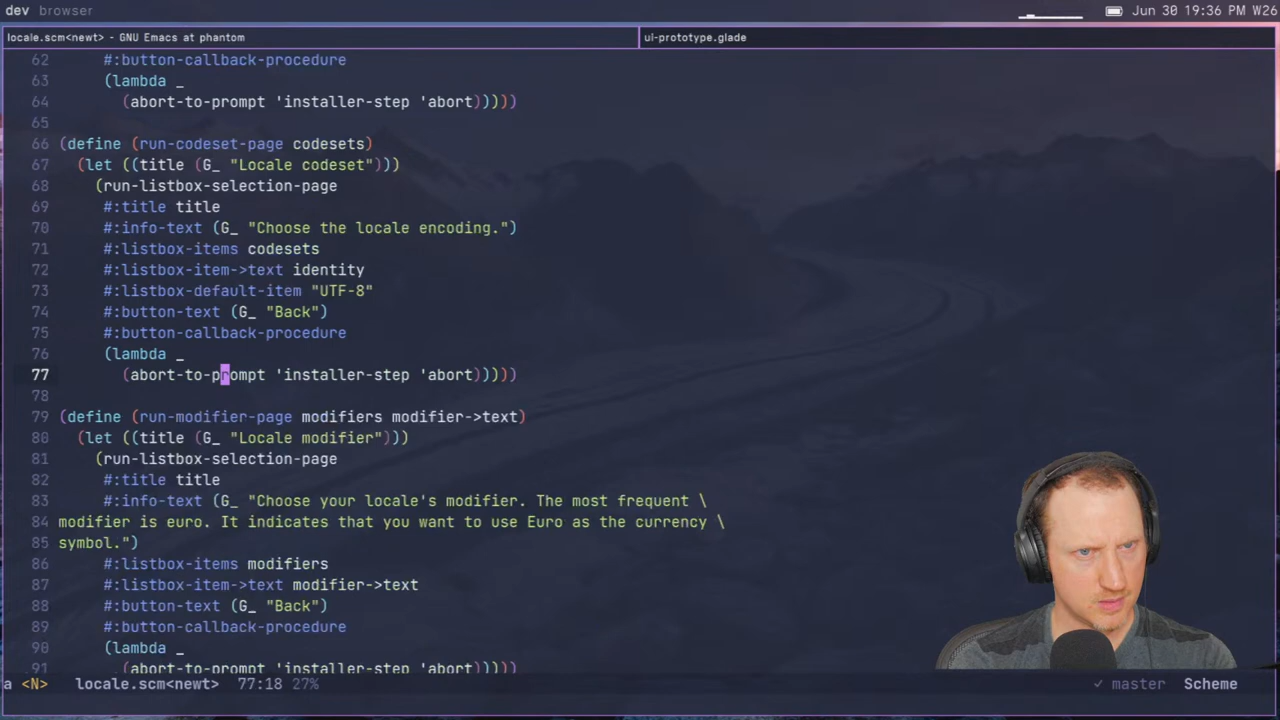 dev browser
Jun 30 19:36 PM W26
locale.scm<newt> - GNU Emacs at phantom
ui-prototype.glade
62 #:button-callback-procedure
63 (lambda _
64 (abort-to-prompt 'installer-step 'abort)))))
65
66 (define (run-codeset-page codesets)
67 (let ((title (G_ "Locale codeset")))
68 (run-listbox-selection-page
69 #:title title
70 #:info-text (G_ "Choose the locale encoding.")
71 #:listbox-items codesets
72 #:listbox-item->text identity
73 #:listbox-default-item "UTF-8"
74 #:button-text (G_ "Back")
75 #:button-callback-procedure
76 (lambda _
77 (abort-to-prompt 'installer-step 'abort)))))
78
79 (define (run-modifier-page modifiers modifier->text)
80 (let ((title (G_ "Locale modifier")))
81 (run-listbox-selection-page
82 #:title title
83 #:info-text (G_ "Choose your locale's modifier. The most frequent \
84 modifier is euro. It indicates that you want to use Euro as the currency \
85 symbol.")
86 #:listbox-items modifiers
87 #:listbox-item->text modifier->text
88 #:button-text (G_ "Back")
89 #:button-callback-procedure
90 (lambda _
91 (abort-to-prompt 'installer-step 'abort)))))
a <N> locale.scm<newt> 77:18 27% ✓ master Scheme